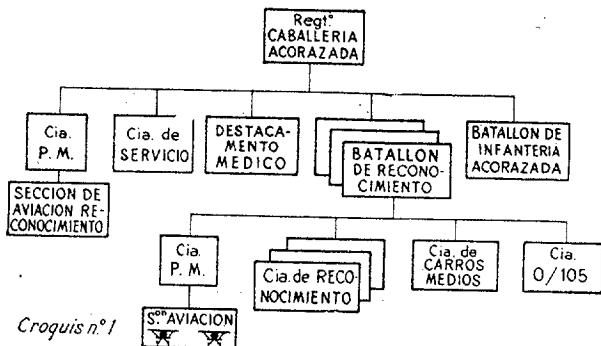 Regtº
CABALLERIA
ACORAZADA
Cia.
P. M.
Cia. de
SERVICIO
DESTACA-
MENTO
MEDICO
BATALLON
DE RECONO-
CIMIENTO
BATALLON DE
INFANTERIA
ACORAZADA
SECCION DE
AVIACION RE-
CONOCIMIENTO
Cia.
P. M.
Cia. de RECO-
NOCIMIENTO
Cia. de
CARROS
MEDIOS
Cia.
O/105
Sºⁿ AVIACION
Croquis n.º 1